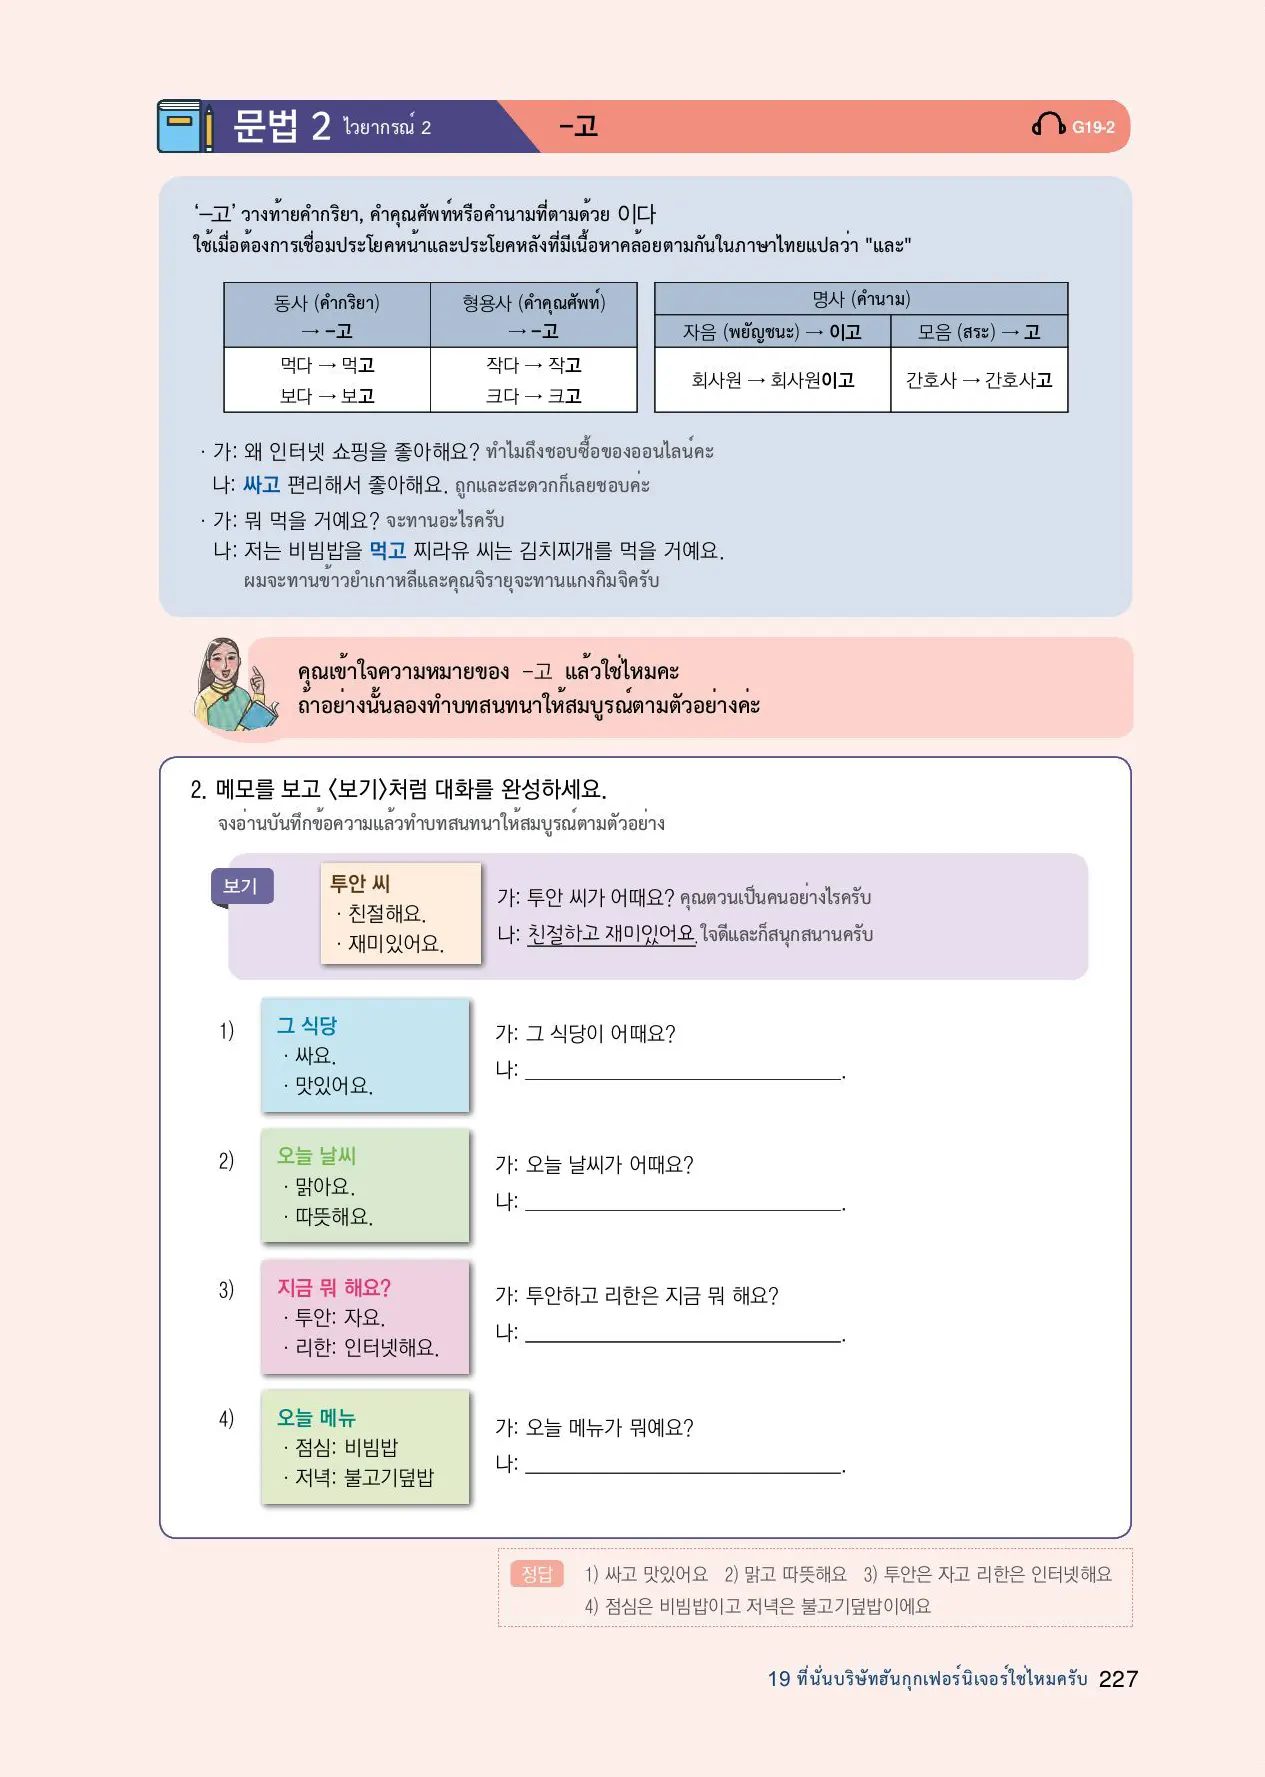 문법 2 ไวยากรณ์ 2
-고
G19-2
‘-고’ วางท้ายคำกริยา, คำคุณศัพท์หรือคำนามที่ตามด้วย 이다
ใช้เมื่อต้องการเชื่อมประโยคหน้าและประโยคหลังที่มีเนื้อหาคล้อยตามกันในภาษาไทยแปลว่า "และ"
동사 (คำกริยา) → -고
형용사 (คำคุณศัพท์) → -고
먹다 → 먹고
작다 → 작고
보다 → 보고
크다 → 크고
명사 (คำนาม)
자음 (พยัญชนะ) → 이고
모음 (สระ) → 고
회사원 → 회사원이고
간호사 → 간호사고
· 가: 왜 인터넷 쇼핑을 좋아해요? ทำไมถึงชอบซื้อของออนไลน์คะ
나: 싸고 편리해서 좋아해요. ถูกและสะดวกก็เลยชอบค่ะ
· 가: 뭐 먹을 거예요? จะทานอะไรครับ
나: 저는 비빔밥을 먹고 찌라유 씨는 김치찌개를 먹을 거예요.
ผมจะทานข้าวยำเกาหลีและคุณจิรายุจะทานแกงกิมจิครับ
คุณเข้าใจความหมายของ -고 แล้วใช่ไหมคะ
ถ้าอย่างนั้นลองทำบทสนทนาให้สมบูรณ์ตามตัวอย่างค่ะ
2. 메모를 보고 〈보기〉처럼 대화를 완성하세요.
จงอ่านบันทึกข้อความแล้วทำบทสนทนาให้สมบูรณ์ตามตัวอย่าง
보기
투안 씨
· 친절해요.
· 재미있어요.
가: 투안 씨가 어때요? คุณตวนเป็นคนอย่างไรครับ
나: 친절하고 재미있어요. ใจดีและก็สนุกสนานครับ
1)
그 식당
· 싸요.
· 맛있어요.
가: 그 식당이 어때요?
나: ______________________________.
2)
오늘 날씨
· 맑아요.
· 따뜻해요.
가: 오늘 날씨가 어때요?
나: ______________________________.
3)
지금 뭐 해요?
· 투안: 자요.
· 리한: 인터넷해요.
가: 투안하고 리한은 지금 뭐 해요?
나: ______________________________.
4)
오늘 메뉴
· 점심: 비빔밥
· 저녁: 불고기덮밥
가: 오늘 메뉴가 뭐예요?
나: ______________________________.
정답
1) 싸고 맛있어요 2) 맑고 따뜻해요 3) 투안은 자고 리한은 인터넷해요
4) 점심은 비빔밥이고 저녁은 불고기덮밥이에요
19 ที่นั่นบริษัทฮันกุกเฟอร์นิเจอร์ใช่ไหมครับ 227